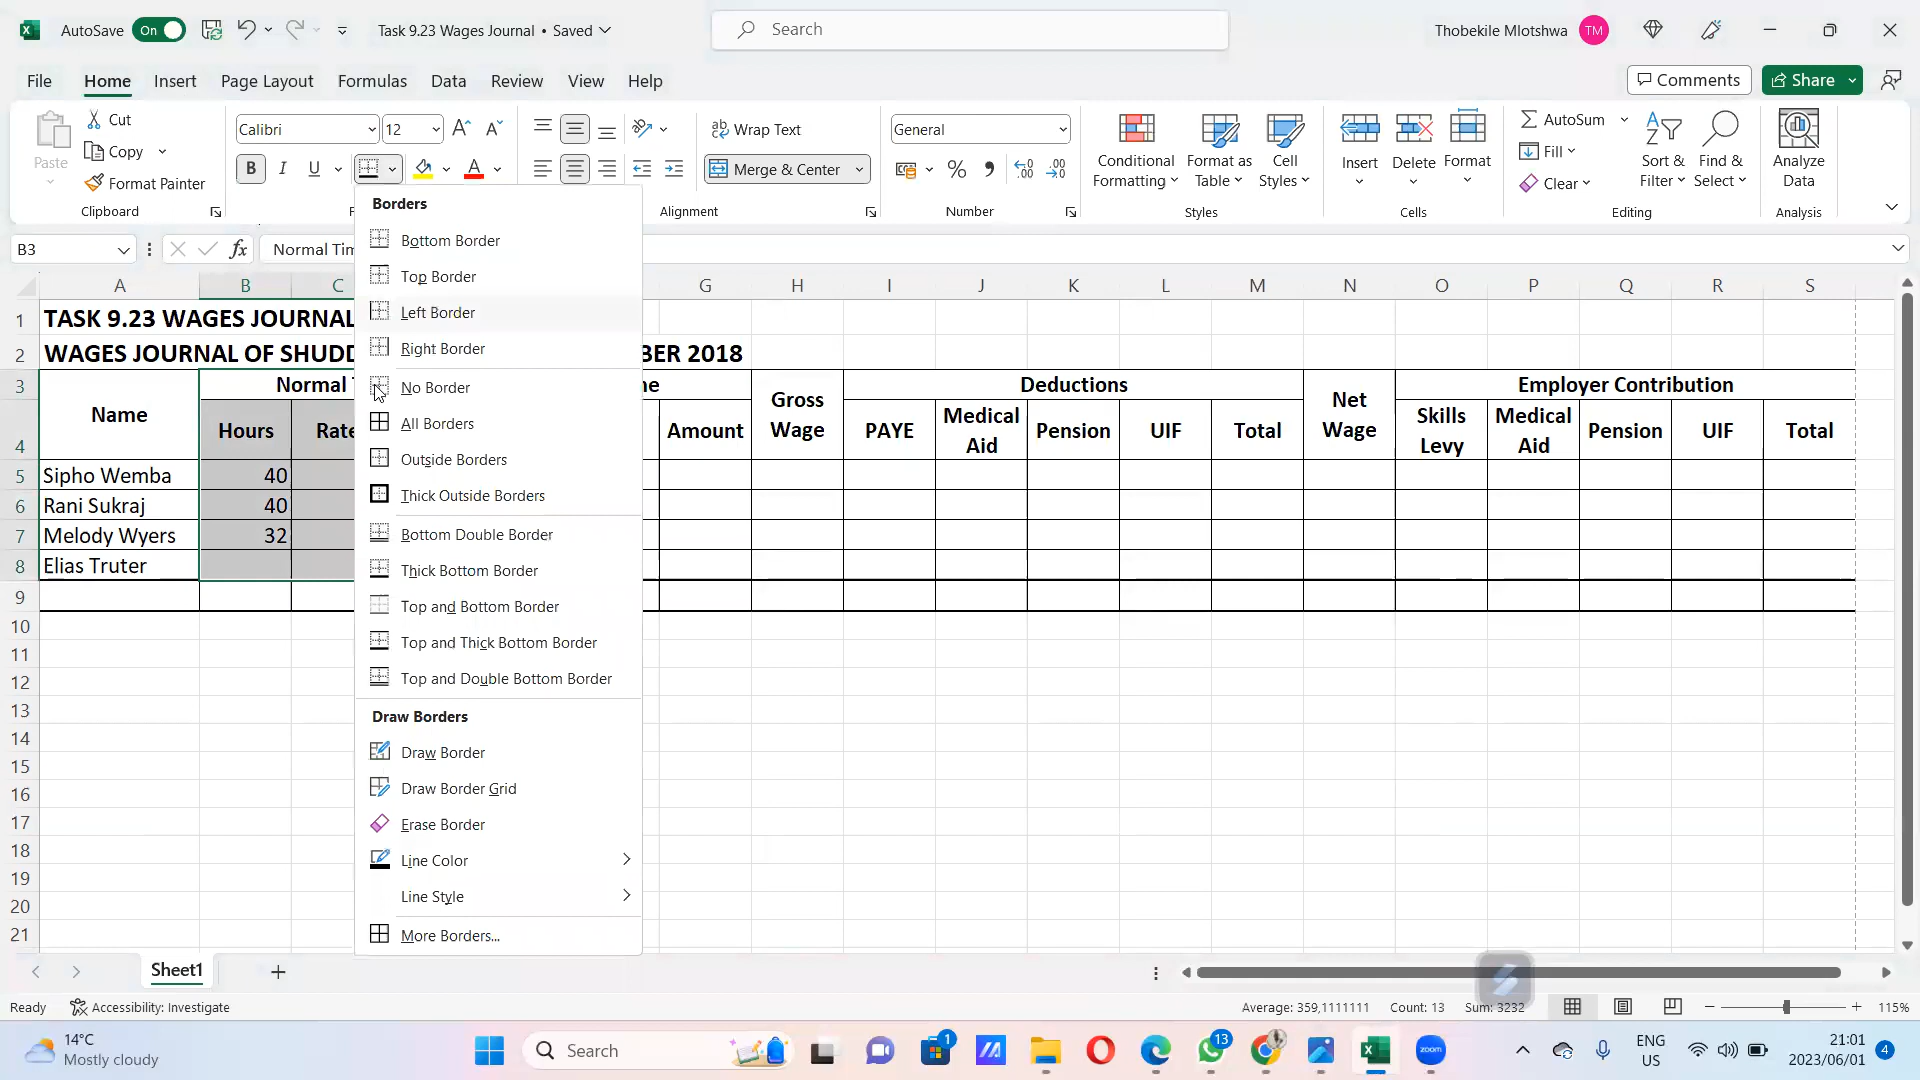 AutoSave On Task 9.23 Wages Journal • Saved Search Thobekile Mlotshwa TM
File Home Insert Page Layout Formulas Data Review View Help Comments Share
Paste Cut Copy Format Painter Clipboard
Calibri 12 B I U A
Wrap Text Merge & Center Alignment
General % Number
Conditional Formatting Format as Table Cell Styles Styles
Insert Delete Format Cells
AutoSum Fill Clear Sort & Filter Find & Select Editing
Analyze Data Analysis
B3 fx Normal Tim
Borders
Bottom Border
Top Border
Left Border
Right Border
No Border
All Borders
Outside Borders
Thick Outside Borders
Bottom Double Border
Thick Bottom Border
Top and Bottom Border
Top and Thick Bottom Border
Top and Double Bottom Border
Draw Borders
Draw Border
Draw Border Grid
Erase Border
Line Color
Line Style
More Borders...
A B C G H I J K L M N O P Q R S
1 TASK 9.23 WAGES JOURNAL
2 WAGES JOURNAL OF SHUDD BER 2018
3 Name Normal T ne Gross Wage Deductions Net Wage Employer Contribution
4 Hours Rate Amount PAYE Medical Aid Pension UIF Total Skills Levy Medical Aid Pension UIF Total
5 Sipho Wemba 40
6 Rani Sukraj 40
7 Melody Wyers 32
8 Elias Truter
9
10
11
12
13
14
15
16
17
18
19
20
21
Sheet1
Ready Accessibility: Investigate Average: 359,1111111 Count: 13 Sum: 3232 115%
14°C
Mostly cloudy
Search 1 13 zoom
ENG
US
21:01
2023/06/01 4